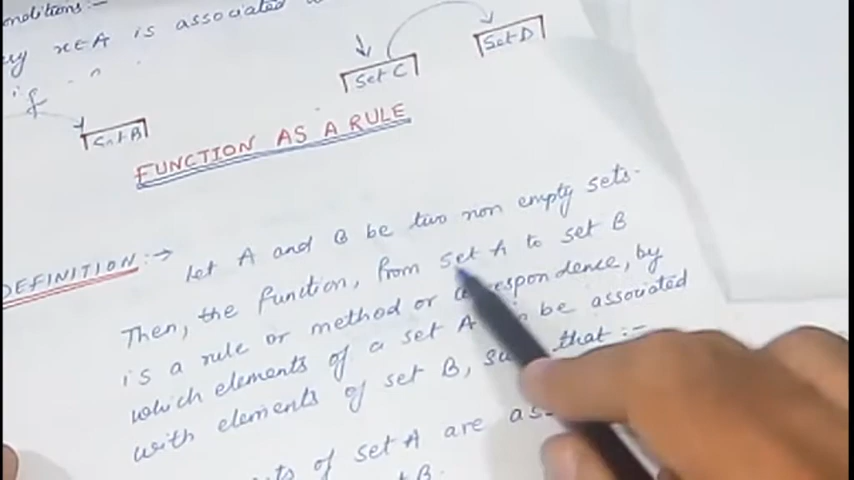 onditions:-
x∈A is associated
f
Set C
Set D
Set B
FUNCTION AS A RULE
DEFINITION :→ Let A and B be two non empty sets.
Then, the function, from set A to set B
is a rule or method or correspondence, by
which elements of a set A be associated
with elements of set B, such that :-
of set A are